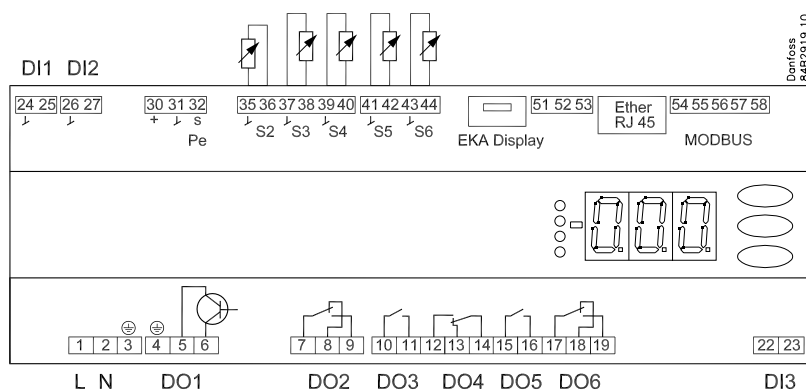 Danfoss
84B2919.10
DI1 DI2
24 25 26 27 30 31 32 35 36 37 38 39 40 41 42 43 44 51 52 53 Ether RJ 45 54 55 56 57 58
+ s S2 S3 S4 S5 S6
Pe EKA Display MODBUS
000
1 2 3 4 5 6 7 8 9 10 11 12 13 14 15 16 17 18 19 22 23
L N DO1 DO2 DO3 DO4 DO5 DO6 DI3